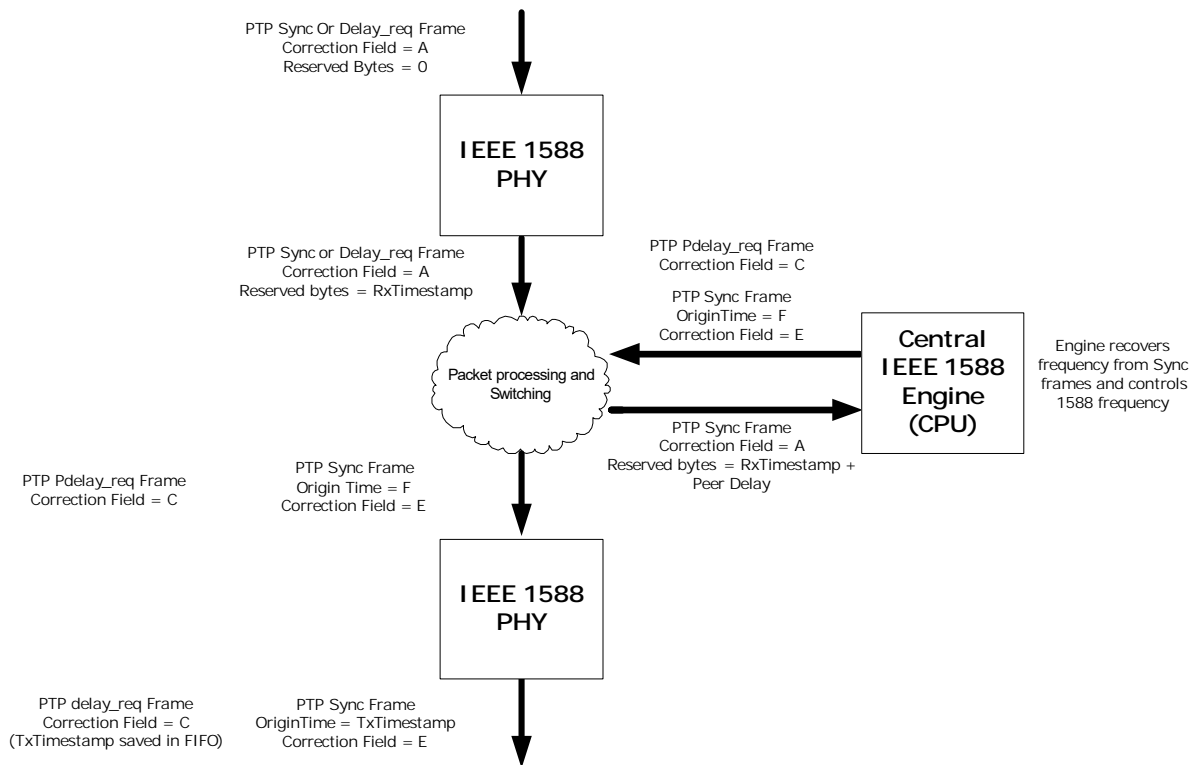 PTP Sync Or Delay_req Frame
Correction Field = A
Reserved Bytes = 0
IEEE 1588
PHY
PTP Sync or Delay_req Frame
Correction Field = A
Reserved bytes = RxTimestamp
PTP Pdelay_req Frame
Correction Field = C
PTP Sync Frame
OriginTime = F
Correction Field = E
Packet processing and
Switching
Central
IEEE 1588
Engine
(CPU)
Engine recovers
frequency from Sync
frames and controls
1588 frequency
PTP Sync Frame
Correction Field = A
Reserved bytes = RxTimestamp +
Peer Delay
PTP Pdelay_req Frame
Correction Field = C
PTP Sync Frame
Origin Time = F
Correction Field = E
IEEE 1588
PHY
PTP delay_req Frame
Correction Field = C
(TxTimestamp saved in FIFO)
PTP Sync Frame
OriginTime = TxTimestamp
Correction Field = E